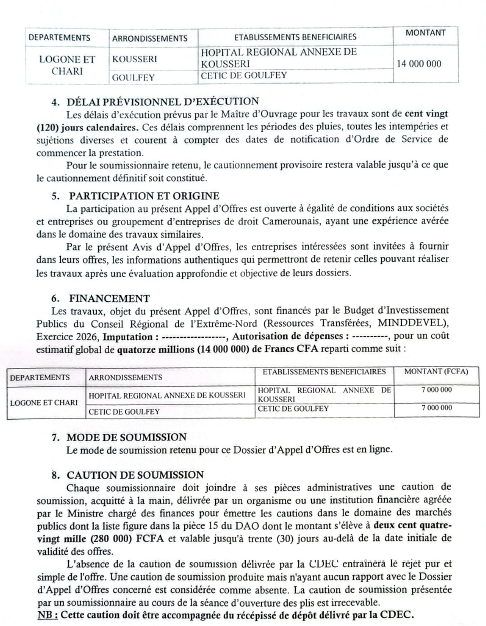 DEPARTEMENTS ARRONDISSEMENTS ETABLISSEMENTS BENEFICIAIRES MONTANT
LOGONE ET CHARI KOUSSERI HOPITAL REGIONAL ANNEXE DE KOUSSERI 14 000 000
GOULFEY CETIC DE GOULFEY
4. DÉLAI PRÉVISIONNEL D'EXÉCUTION
Les délais d'exécution prévus par le Maître d'Ouvrage pour les travaux sont de cent vingt
(120) jours calendaires. Ces délais comprennent les périodes des pluies, toutes les intempéries et
sujétions diverses et courent à compter des dates de notification d'Ordre de Service de
commencer la prestation.
Pour le soumissionnaire retenu, le cautionnement provisoire restera valable jusqu'à ce que
le cautionnement définitif soit constitué.
5. PARTICIPATION ET ORIGINE
La participation au présent Appel d'Offres est ouverte à égalité de conditions aux sociétés
et entreprises ou groupement d'entreprises de droit Camerounais, ayant une expérience avérée
dans le domaine des travaux similaires.
Par le présent Avis d'Appel d'Offres, les entreprises intéressées sont invitées à fournir
dans leurs offres, les informations authentiques qui permettront de retenir celles pouvant réaliser
les travaux après une évaluation approfondie et objective de leurs dossiers.
6. FINANCEMENT
Les travaux, objet du présent Appel d'Offres, sont financés par le Budget d'Investissement
Publics du Conseil Régional de l'Extrême-Nord (Ressources Transférées, MINDDEVEL),
Exercice 2026, Imputation : ------------------, Autorisation de dépenses : ----------, pour un coût
estimatif global de quatorze millions (14 000 000) de Francs CFA reparti comme suit :
DEPARTEMENTS ARRONDISSEMENTS ETABLISSEMENTS BENEFICIAIRES MONTANT (FCFA)
LOGONE ET CHARI HOPITAL REGIONAL ANNEXE DE KOUSSERI HOPITAL REGIONAL ANNEXE DE KOUSSERI 7 000 000
CETIC DE GOULFEY CETIC DE GOULFEY 7 000 000
7. MODE DE SOUMISSION
Le mode de soumission retenu pour ce Dossier d'Appel d'Offres est en ligne.
8. CAUTION DE SOUMISSION
Chaque soumissionnaire doit joindre à ses pièces administratives une caution de
soumission, acquitté à la main, délivrée par un organisme ou une institution financière agréée
par le Ministre chargé des finances pour émettre les cautions dans le domaine des marchés
publics dont la liste figure dans la pièce 15 du DAO dont le montant s'élève à deux cent quatre-
vingt mille (280 000) FCFA et valable jusqu'à trente (30) jours au-delà de la date initiale de
validité des offres.
L'absence de la caution de soumission délivrée par la CDEC entraînera le rejet pur et
simple de l'offre. Une caution de soumission produite mais n'ayant aucun rapport avec le Dossier
d'Appel d'Offres concerné est considérée comme absente. La caution de soumission présentée
par un soumissionnaire au cours de la séance d'ouverture des plis est irrecevable.
NB : Cette caution doit être accompagnée du récépissé de dépôt délivré par la CDEC.